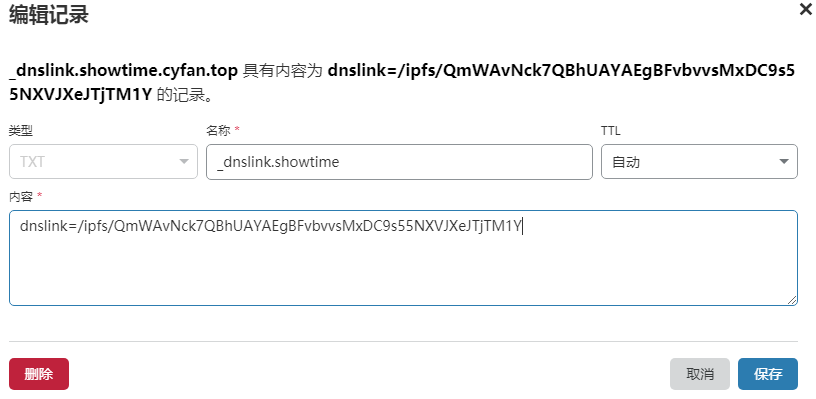 编辑记录
_dnslink.showtime.cyfan.top 具有内容为 dnslink=/ipfs/QmWAvNck7QBhUAYAEgBFvbvvsMxDC9s5
5NXVJXeJTjTM1Y 的记录。
类型 名称 * TTL
TXT _dnslink.showtime 自动
内容 *
dnslink=/ipfs/QmWAvNck7QBhUAYAEgBFvbvvsMxDC9s55NXVJXeJTjTM1Y
删除 取消 保存